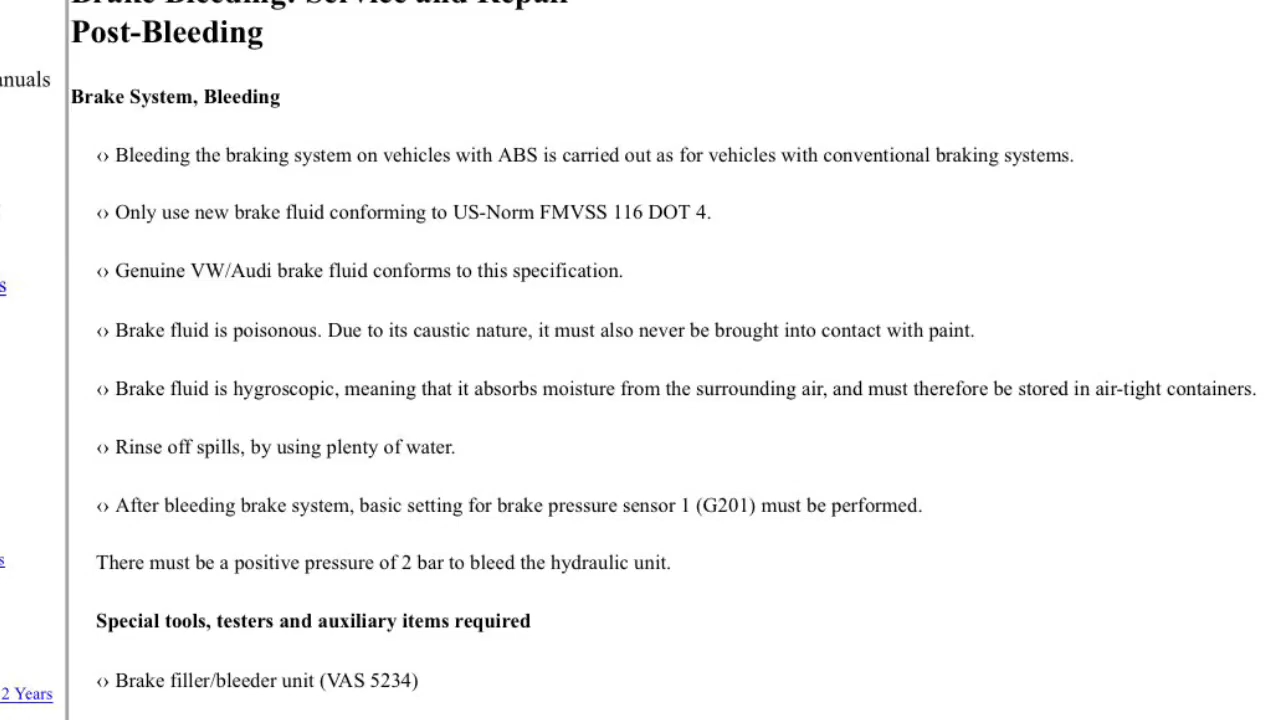 Brake Bleeding: Service and Repair
Post-Bleeding
anuals
Brake System, Bleeding
‹› Bleeding the braking system on vehicles with ABS is carried out as for vehicles with conventional braking systems.
‹› Only use new brake fluid conforming to US-Norm FMVSS 116 DOT 4.
‹› Genuine VW/Audi brake fluid conforms to this specification.
s
‹› Brake fluid is poisonous. Due to its caustic nature, it must also never be brought into contact with paint.
‹› Brake fluid is hygroscopic, meaning that it absorbs moisture from the surrounding air, and must therefore be stored in air-tight containers.
‹› Rinse off spills, by using plenty of water.
‹› After bleeding brake system, basic setting for brake pressure sensor 1 (G201) must be performed.
There must be a positive pressure of 2 bar to bleed the hydraulic unit.
s
Special tools, testers and auxiliary items required
‹› Brake filler/bleeder unit (VAS 5234)
2 Years